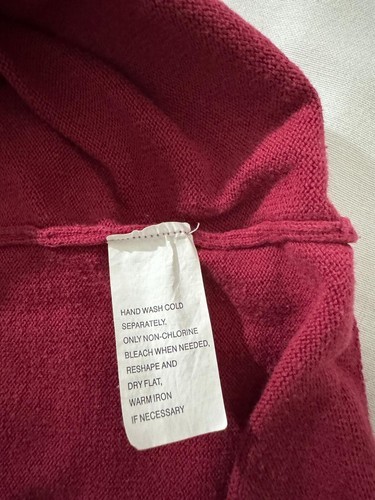 HAND WASH COLD
SEPARATELY.
ONLY NON-CHLORINE
BLEACH WHEN NEEDED.
RESHAPE AND
DRY FLAT,
WARM IRON
IF NECESSARY